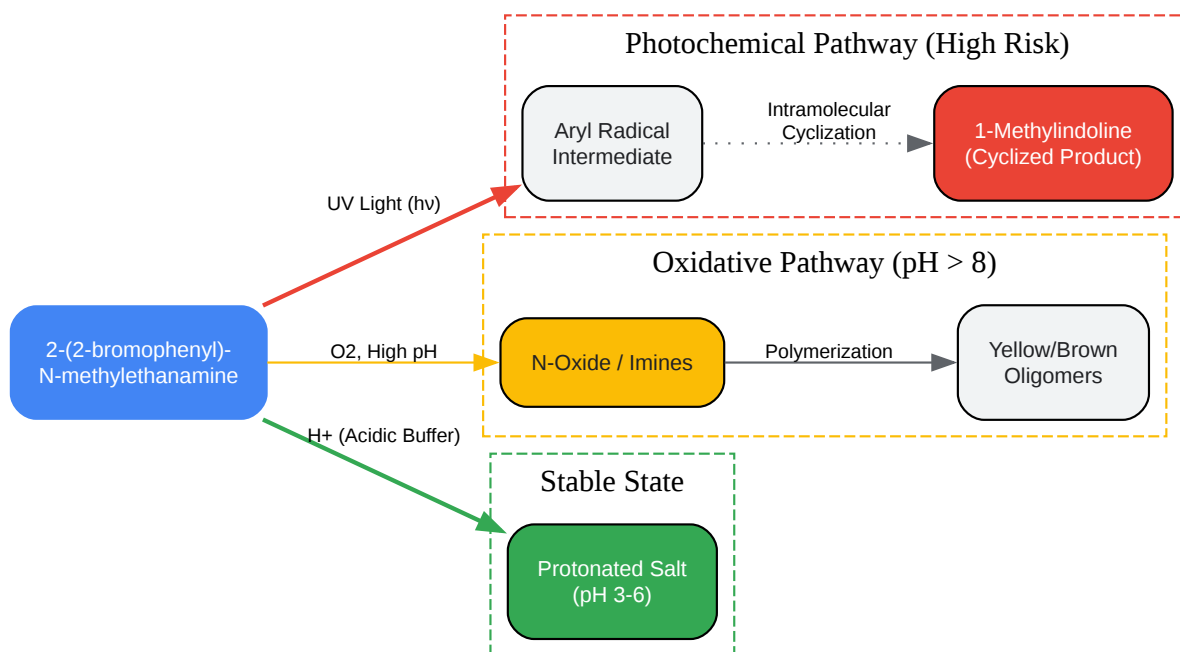 Photochemical Pathway (High Risk)
Aryl Radical
Intermediate
Intramolecular
Cyclization
1-Methylindoline
(Cyclized Product)
UV Light (hν)
Oxidative Pathway (pH > 8)
2-(2-bromophenyl)-
N-methylethanamine
O2, High pH
N-Oxide / Imines
Polymerization
Yellow/Brown
Oligomers
H+ (Acidic Buffer)
Stable State
Protonated Salt
(pH 3-6)